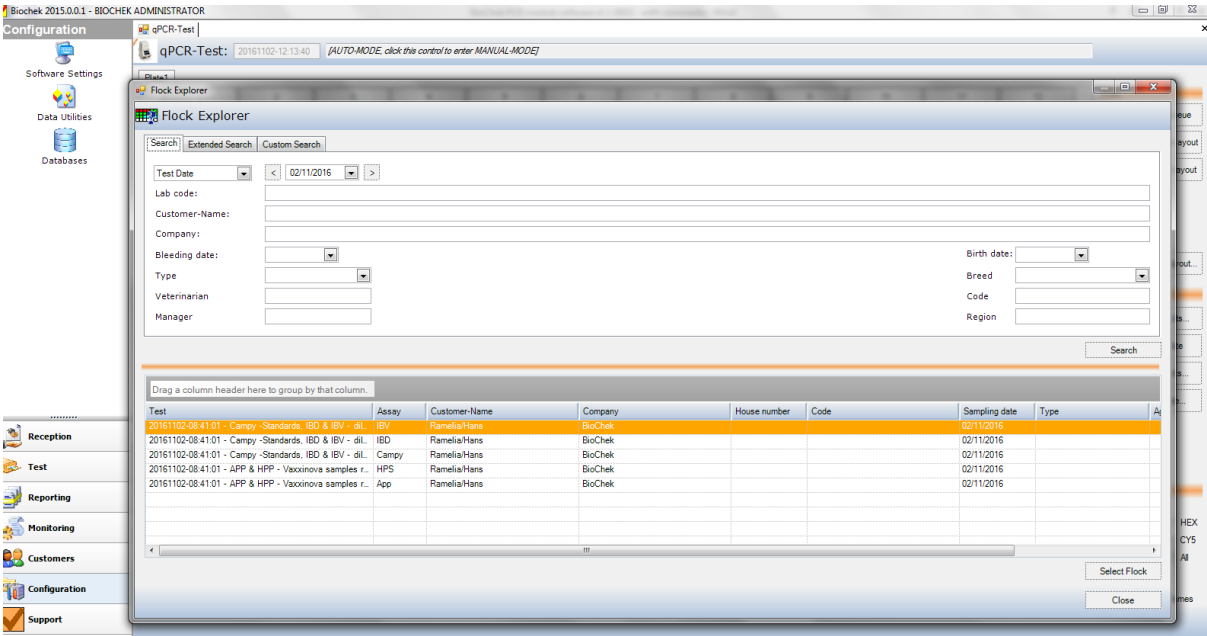 Biochek 2015.0.0.1 - BIOCHEK ADMINISTRATOR
Configuration
qPCR-Test
qPCR-Test: 20161102-12:13:40 [AUTO-MODE, click this control to enter MANUAL-MODE]
Software Settings
Plate1
Data Utilities
Databases
Flock Explorer
Flock Explorer
Search Extended Search Custom Search
Test Date < 02/11/2016 >
Lab code:
Customer-Name:
Company:
Bleeding date: Birth date:
Type Breed
Veterinarian Code
Manager Region
Search
Drag a column header here to group by that column.
Test Assay Customer-Name Company House number Code Sampling date Type
20161102-08:41:01 - Campy -Standards, IBD & IBV - dil... IBV Ramelia/Hans BioChek 02/11/2016
20161102-08:41:01 - Campy -Standards, IBD & IBV - dil... IBD Ramelia/Hans BioChek 02/11/2016
20161102-08:41:01 - Campy -Standards, IBD & IBV - dil... Campy Ramelia/Hans BioChek 02/11/2016
20161102-08:41:01 - APP & HPP - Vaxxinova samples r... HPS Ramelia/Hans BioChek 02/11/2016
20161102-08:41:01 - APP & HPP - Vaxxinova samples r... App Ramelia/Hans BioChek 02/11/2016
Select Flock
Close
Reception
Test
Reporting
Monitoring
Customers
Configuration
Support
HEX
CY5
All